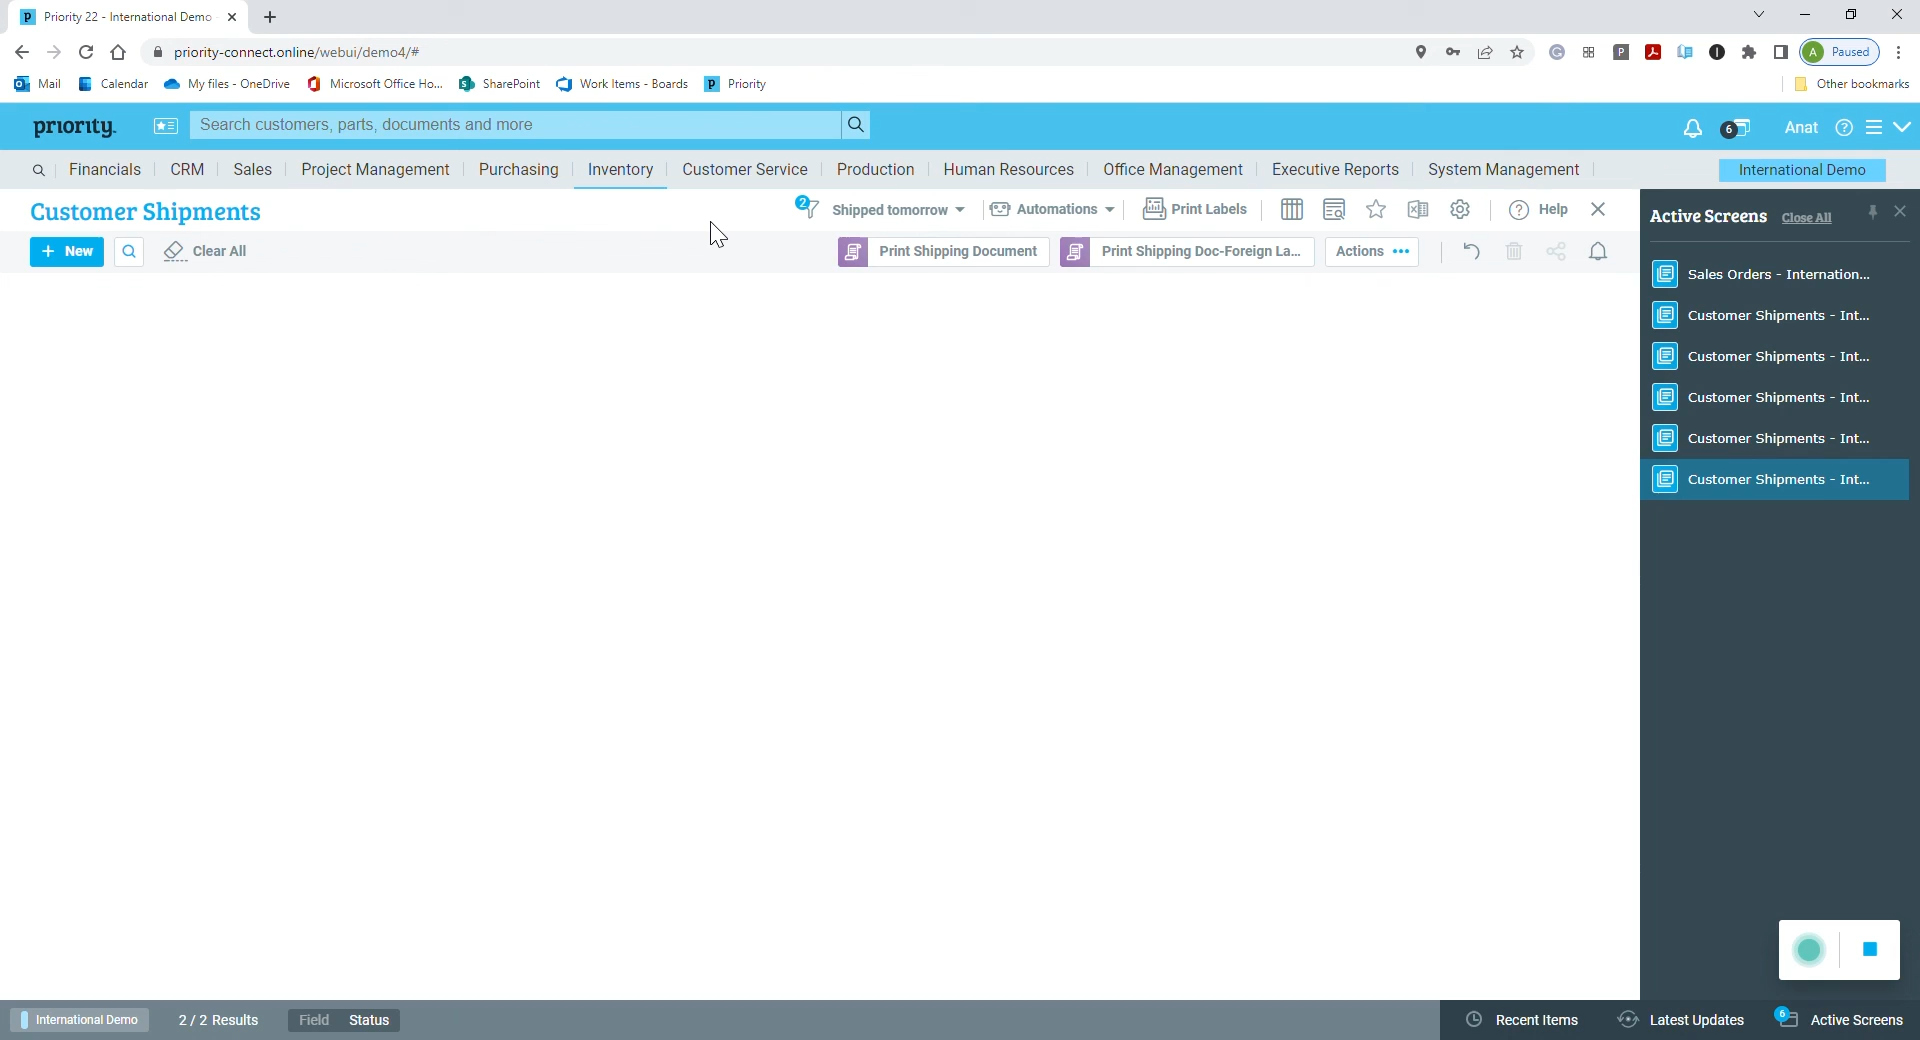 Priority 22 - International Demo
priority-connect.online/webui/demo4/#
A Paused
Mail Calendar My files - OneDrive Microsoft Office Ho... SharePoint Work Items - Boards Priority Other bookmarks
priority. Search customers, parts, documents and more 6 Anat
Financials CRM Sales Project Management Purchasing Inventory Customer Service Production Human Resources Office Management Executive Reports System Management International Demo
Customer Shipments 2 Shipped tomorrow Automations Print Labels Help
+ New Clear All Print Shipping Document Print Shipping Doc-Foreign La... Actions
Active Screens Close All
Sales Orders - Internation...
Customer Shipments - Int...
Customer Shipments - Int...
Customer Shipments - Int...
Customer Shipments - Int...
Customer Shipments - Int...
International Demo 2 / 2 Results Field Status Recent Items Latest Updates 6 Active Screens